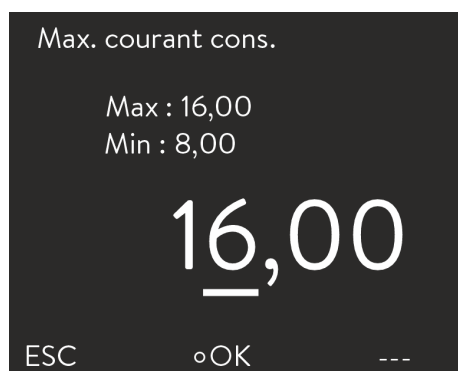 Max. courant cons.
Max : 16,00
Min : 8,00
16,00
ESC ∘OK ---